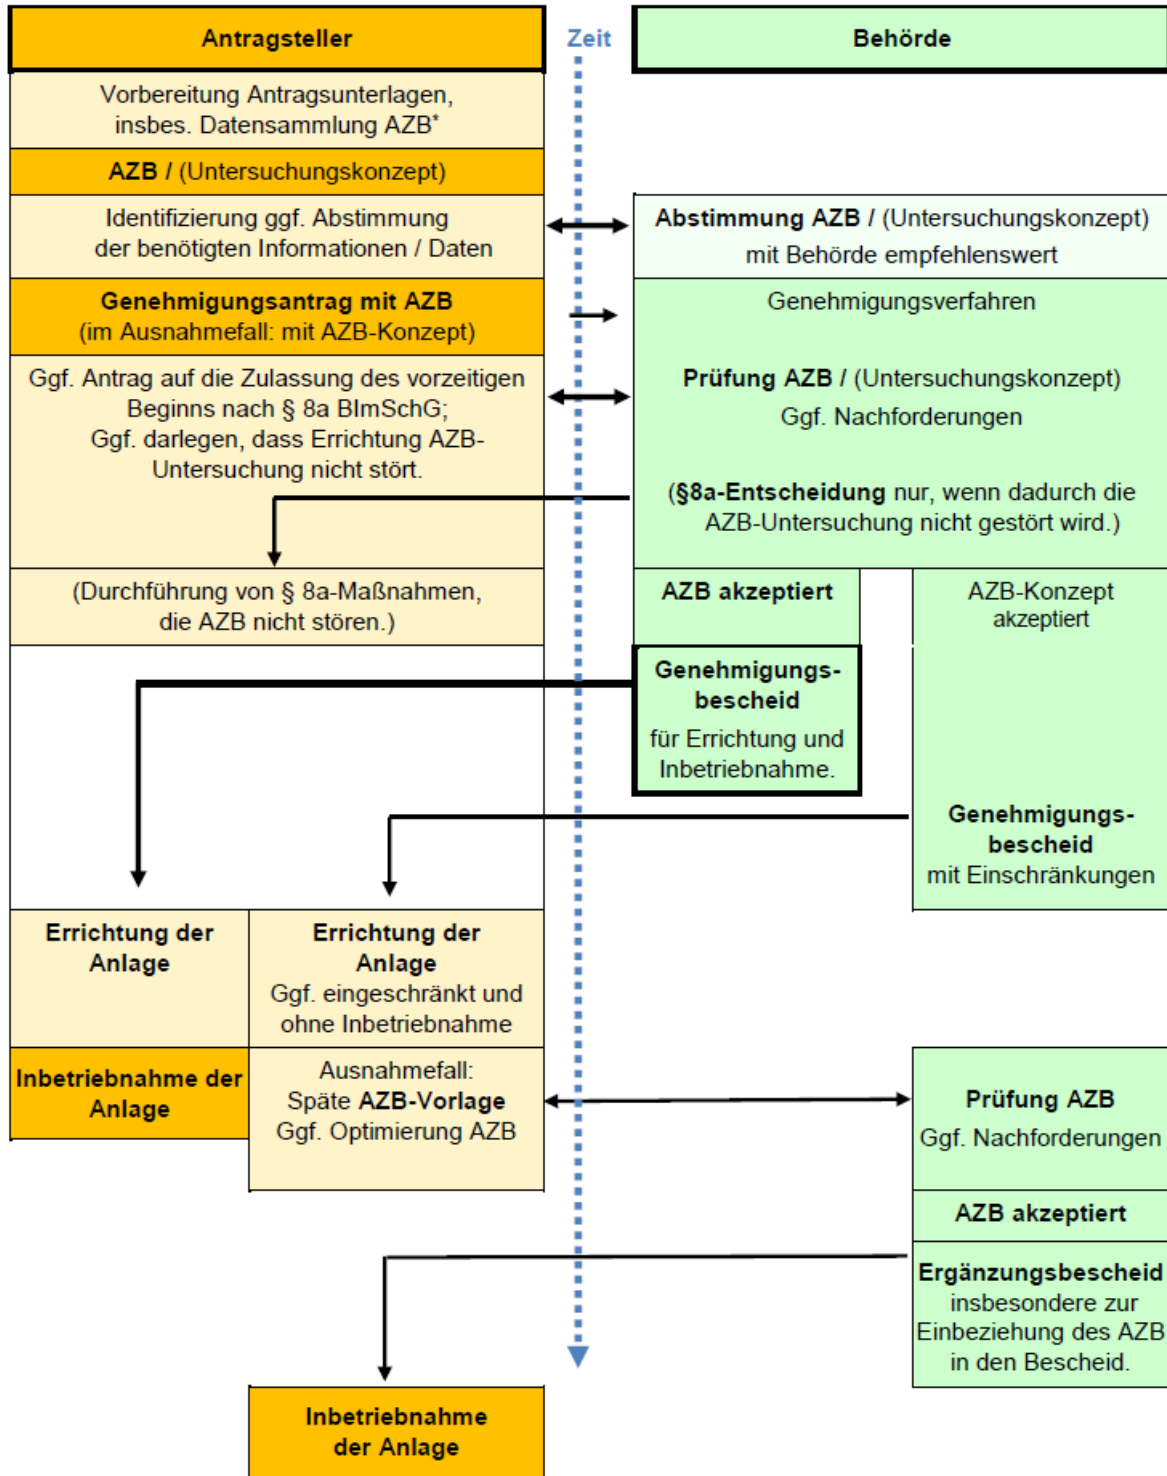 Antragsteller
Zeit
Behörde
Vorbereitung Antragsunterlagen,
insbes. Datensammlung AZB*
AZB / (Untersuchungskonzept)
Identifizierung ggf. Abstimmung
der benötigten Informationen / Daten
Abstimmung AZB / (Untersuchungskonzept)
mit Behörde empfehlenswert
Genehmigungsantrag mit AZB
(im Ausnahmefall: mit AZB-Konzept)
Genehmigungsverfahren
Ggf. Antrag auf die Zulassung des vorzeitigen
Beginns nach § 8a BImSchG;
Ggf. darlegen, dass Errichtung AZB-
Untersuchung nicht stört.
Prüfung AZB / (Untersuchungskonzept)
Ggf. Nachforderungen
(§8a-Entscheidung nur, wenn dadurch die
AZB-Untersuchung nicht gestört wird.)
(Durchführung von § 8a-Maßnahmen,
die AZB nicht stören.)
AZB akzeptiert
AZB-Konzept
akzeptiert
Genehmigungs-
bescheid
für Errichtung und
Inbetriebnahme.
Genehmigungs-
bescheid
mit Einschränkungen
Errichtung der
Anlage
Errichtung der
Anlage
Ggf. eingeschränkt und
ohne Inbetriebnahme
Inbetriebnahme der
Anlage
Ausnahmefall:
Späte AZB-Vorlage
Ggf. Optimierung AZB
Prüfung AZB
Ggf. Nachforderungen
AZB akzeptiert
Ergänzungsbescheid
insbesondere zur
Einbeziehung des AZB
in den Bescheid.
Inbetriebnahme
der Anlage